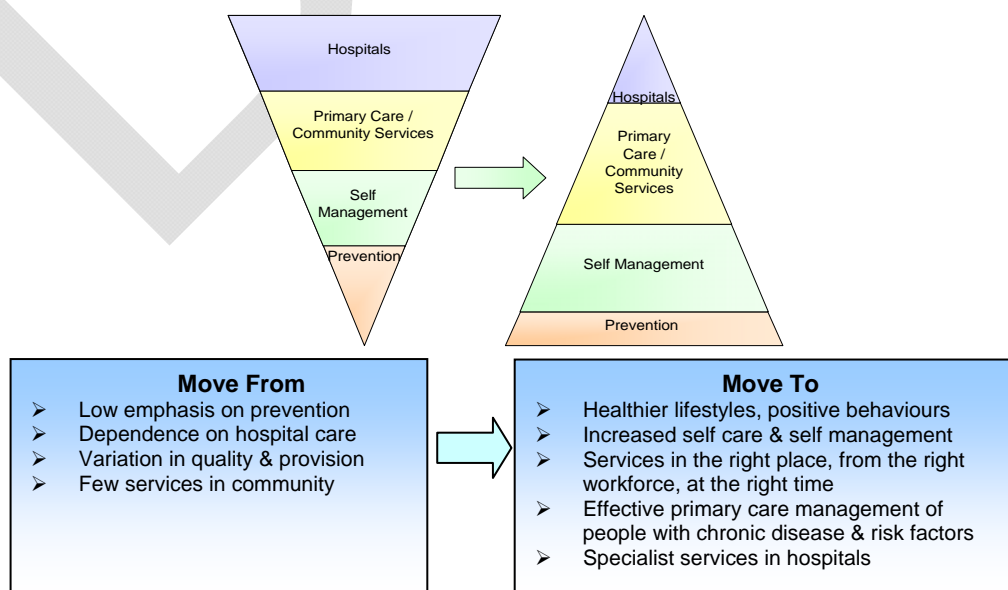 Hospitals
Primary Care /
Community Services
Self
Management
Prevention
Hospitals
Primary
Care /
Community
Services
Self Management
Prevention
Move From
➢ Low emphasis on prevention
➢ Dependence on hospital care
➢ Variation in quality & provision
➢ Few services in community
Move To
➢ Healthier lifestyles, positive behaviours
➢ Increased self care & self management
➢ Services in the right place, from the right
workforce, at the right time
➢ Effective primary care management of
people with chronic disease & risk factors
➢ Specialist services in hospitals